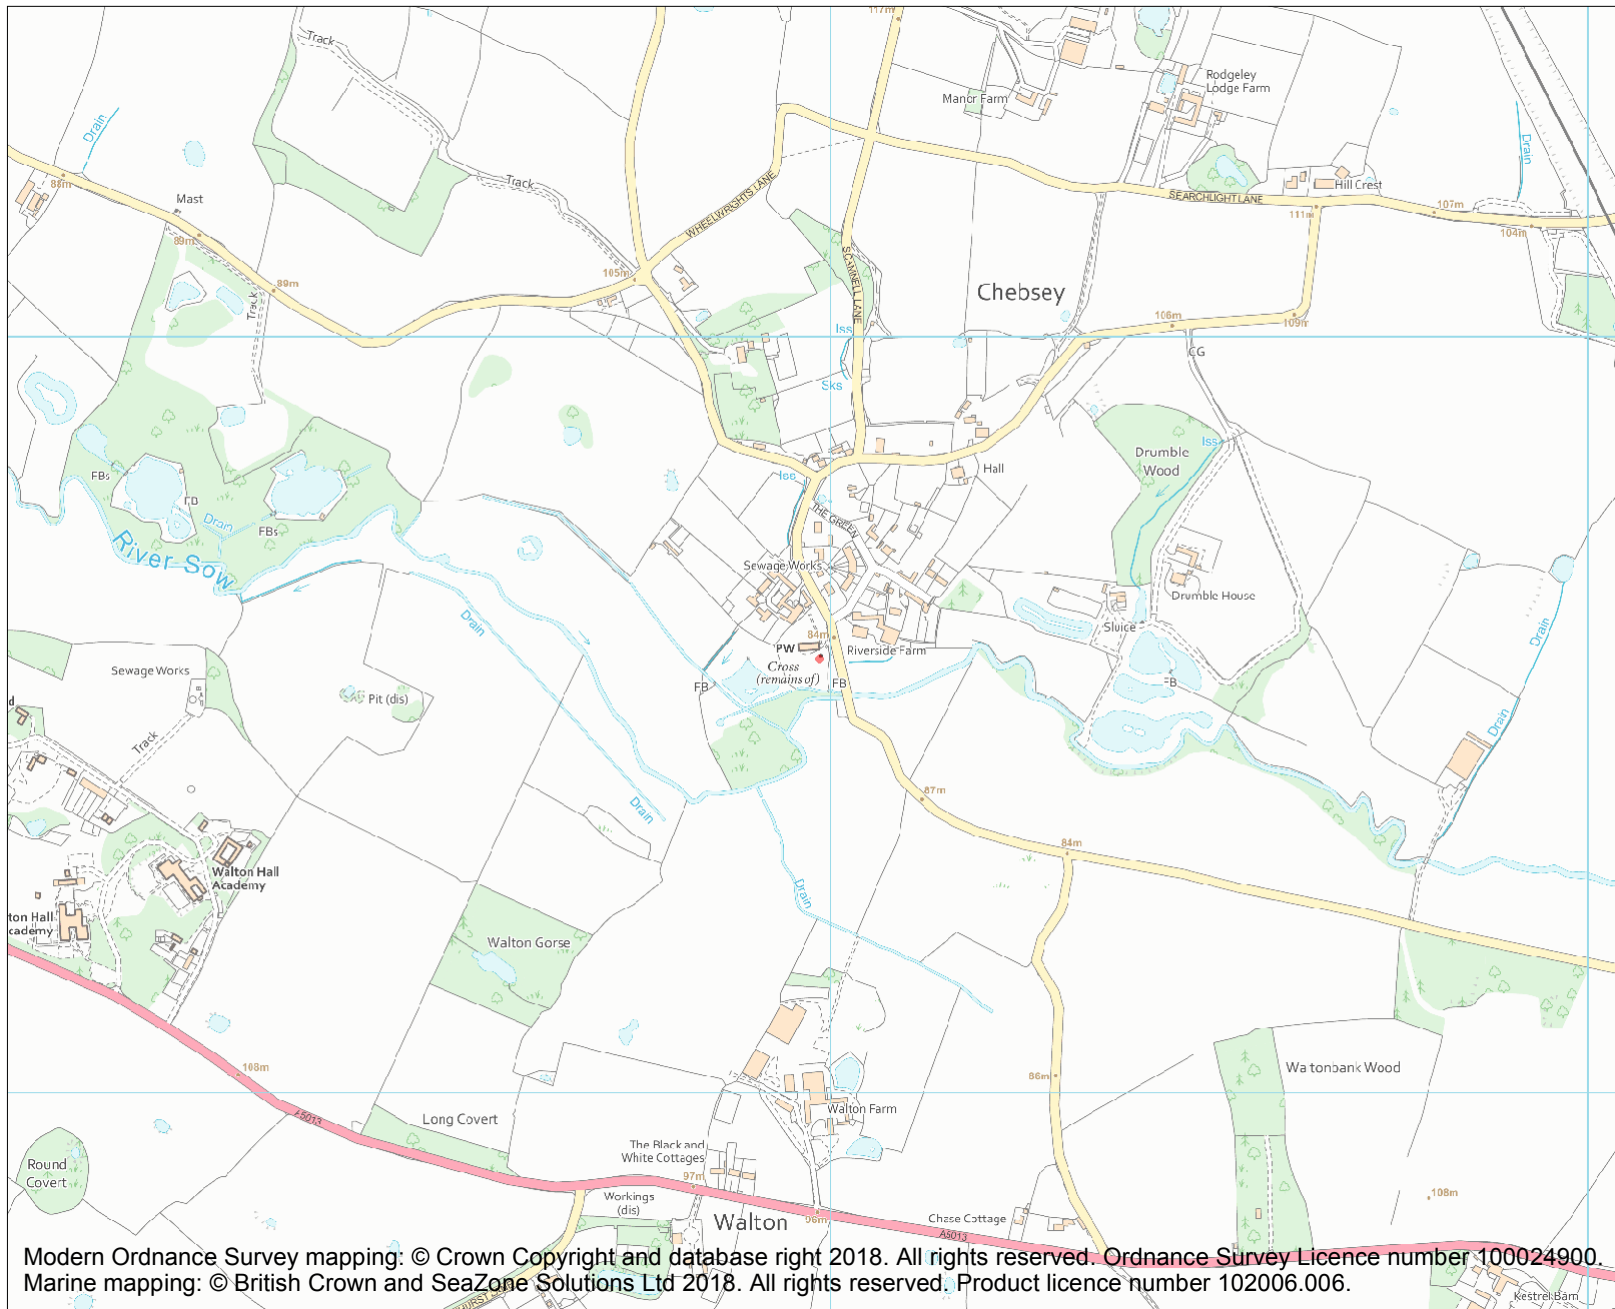 117m
Track
Rodgeley
Lodge Farm
Manor Farm
Drain
Drain
88m
Track
Hill Crest
Mast
WHEELWRIGHTS LANE
SEARCHLIGHT LANE
107m
111m
104m
89m
105m
SCAMNELL LANE
89m
Track
Chebsey
106m
109m
Iss
CG
Sks
Drumble
Wood
Iss
Hall
FBs
Iss
FB
THE GREEN
Drain
FBs
River Sow
Sewage Works
Drumble House
Drain
Sluice
84m
Drain
PW
Riverside Farm
Cross
(remains of)
Sewage Works
FB
FB
FB
Pit (dis)
Drain
Track
87m
Drain
84m
Walton Hall
Academy
Drain
ton Hall
cademy
Walton Gorse
108m
86m
Waltonbank Wood
Walton Farm
A5013
Long Covert
The Black and
White Cottages
Round
Covert
97m
Workings
(dis)
108m
Walton
96m
Chase Cottage
A5013
Modern Ordnance Survey mapping: © Crown Copyright and database right 2018. All rights reserved. Ordnance Survey Licence number 100024900.
Marine mapping: © British Crown and SeaZone Solutions Ltd 2018. All rights reserved. Product licence number 102006.006.
Kestrel Barn